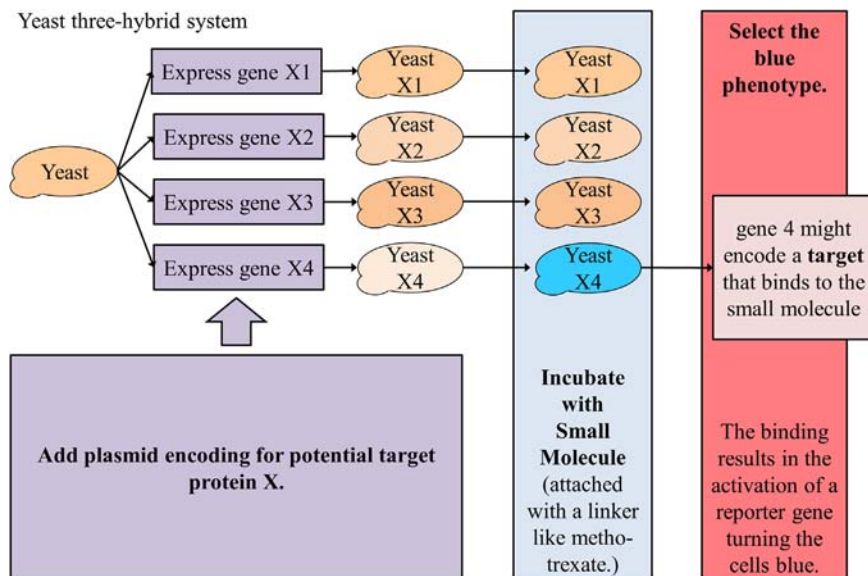 Yeast three-hybrid system
Express gene X1
Yeast
X1
Yeast
X1
Express gene X2
Yeast
X2
Yeast
X2
Yeast
Express gene X3
Yeast
X3
Yeast
X3
Express gene X4
Yeast
X4
Yeast
X4
Add plasmid encoding for potential target
protein X.
Incubate
with
Small
Molecule
(attached
with a linker
like metho-
trexate.)
Select the
blue
phenotype.
gene 4 might
encode a target
that binds to the
small molecule
The binding
results in the
activation of a
reporter gene
turning the
cells blue.